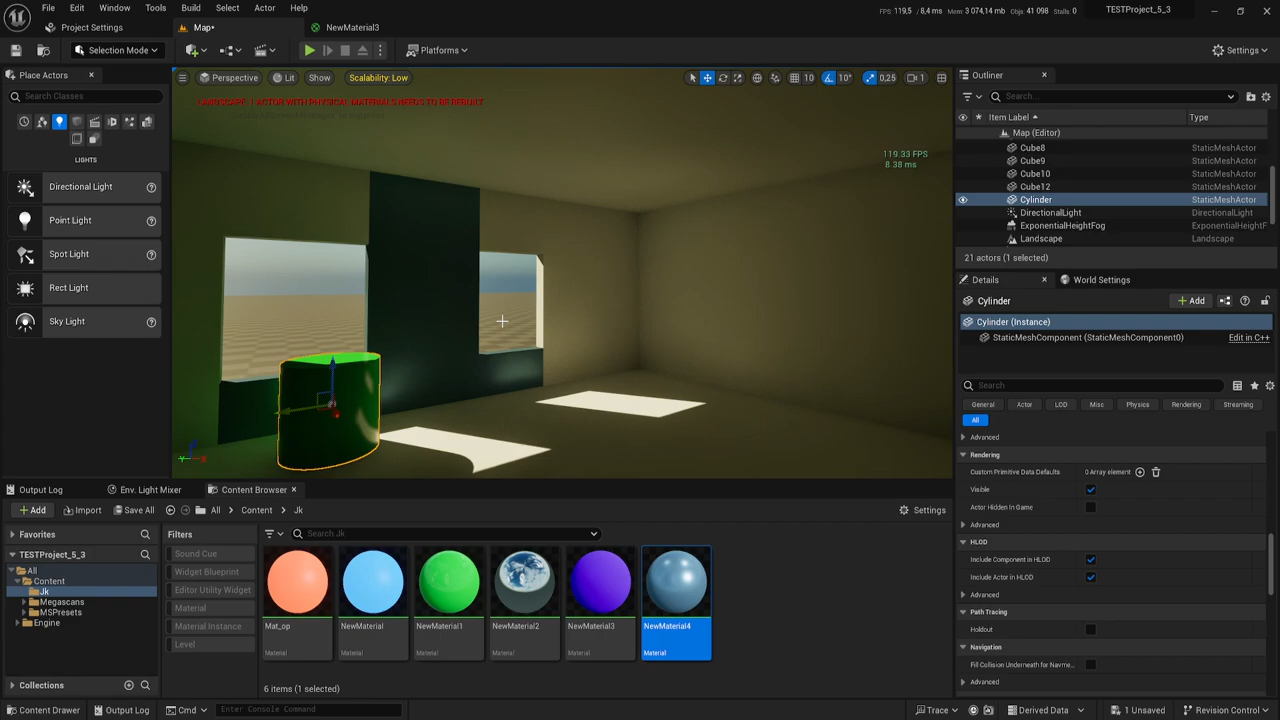 File Edit Window Tools Build Select Actor Help
FPS: 119,5 / 8,4 ms Mem: 3 074,14 mb Objs: 41 098 Stalls: 0
TESTProject_5_3
Project Settings
Map*
NewMaterial3
Selection Mode
Platforms
Settings
Place Actors
Search Classes
LIGHTS
Directional Light
Point Light
Spot Light
Rect Light
Sky Light
Perspective
Lit
Show
Scalability: Low
10
10°
0,25
1
LANDSCAPE: 1 ACTOR WITH PHYSICAL MATERIALS NEEDS TO BE REBUILT
119.33 FPS
8.38 ms
Outliner
Search...
Item Label
Type
Map (Editor)
Cube8 StaticMeshActor
Cube9 StaticMeshActor
Cube10 StaticMeshActor
Cube12 StaticMeshActor
Cylinder StaticMeshActor
DirectionalLight DirectionalLight
ExponentialHeightFog ExponentialHeightF
Landscape Landscape
21 actors (1 selected)
Details
World Settings
Cylinder
Add
Cylinder (Instance)
StaticMeshComponent (StaticMeshComponent0) Edit in C++
Search
General Actor LOD Misc Physics Rendering Streaming
All
Advanced
Rendering
Custom Primitive Data Defaults 0 Array element
Visible
Actor Hidden In Game
Advanced
HLOD
Include Component in HLOD
Include Actor in HLOD
Advanced
Path Tracing
Holdout
Navigation
Fill Collision Underneath for Navme...
Advanced
Output Log
Env. Light Mixer
Content Browser
Add
Import
Save All
All
Content
Jk
Settings
Favorites
TESTProject_5_3
All
Content
Jk
Megascans
MSPresets
Engine
Collections
Filters
Sound Cue
Widget Blueprint
Editor Utility Widget
Material
Material Instance
Level
Search Jk
Mat_op
Material
NewMaterial
Material
NewMaterial1
Material
NewMaterial2
Material
NewMaterial3
Material
NewMaterial4
Material
6 items (1 selected)
Content Drawer
Output Log
Cmd
Enter Console Command
Trace
Derived Data
1 Unsaved
Revision Control